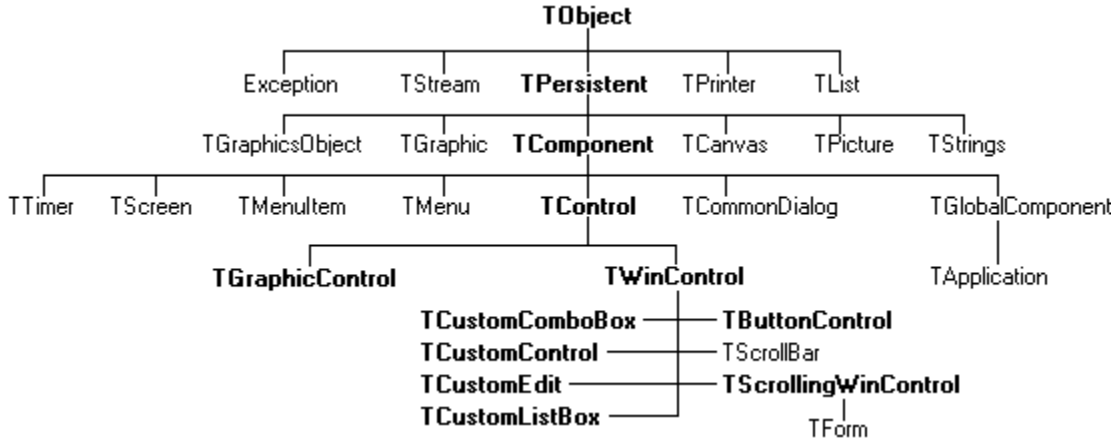 TObject
Exception TStream TPersistent TPrinter TList
TGraphicsObject TGraphic TComponent TCanvas TPicture TStrings
TTimer TScreen TMenuItem TMenu TControl TCommonDialog TGlobalComponent
TGraphicControl TWinControl TApplication
TCustomComboBox TButtonControl
TCustomControl TScrollBar
TCustomEdit TScrollingWinControl
TCustomListBox
TForm